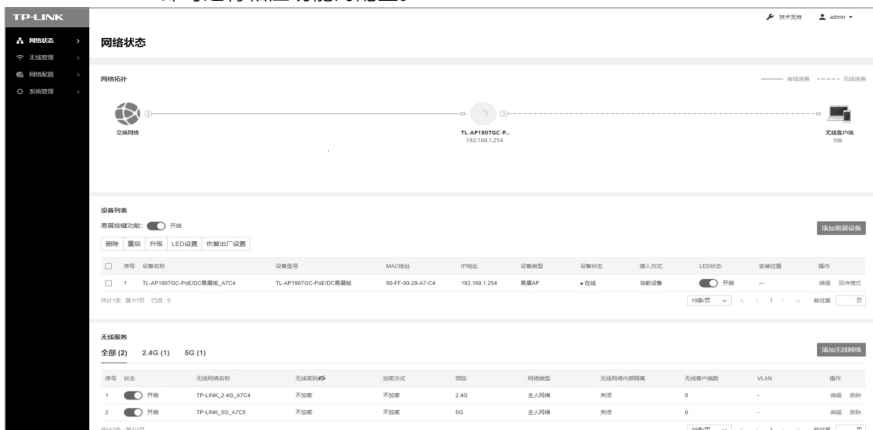 TP-LINK
技术支持 admin
网络状态
无线管理
网络配置
系统管理
网络状态
网络拓扑
有线连接 无线连接
交换网络
TL-AP1907GC-P...
192.168.1.254
无线客户端
0台
设备列表
易展按键功能: 开启
添加易展设备
删除 重启 升级 LED设置 恢复出厂设置
序号 设备名称 设备型号 MAC地址 IP地址 设备类型 设备状态 接入方式 LED状态 安装位置 操作
1 TL-AP1907GC-PoE/DC易展版_A7C4 TL-AP1907GC-PoE/DC易展版 00-FF-00-29-A7-C4 192.168.1.254 易展AP 在线 当前设备 开启 --- 编辑 回传模式
共计1条 第1/1页 已选: 0
10条/页 « < 1 > » 前往第 页
无线服务
全部 (2) 2.4G (1) 5G (1)
添加无线网络
序号 状态 无线网络名称 无线密码 加密方式 频段 网络类型 无线网络内部隔离 无线客户端数 VLAN 操作
1 开启 TP-LINK_2.4G_A7C4 不加密 不加密 2.4G 主人网络 关闭 0 - 编辑 删除
2 开启 TP-LINK_5G_A7C5 不加密 不加密 5G 主人网络 关闭 0 - 编辑 删除